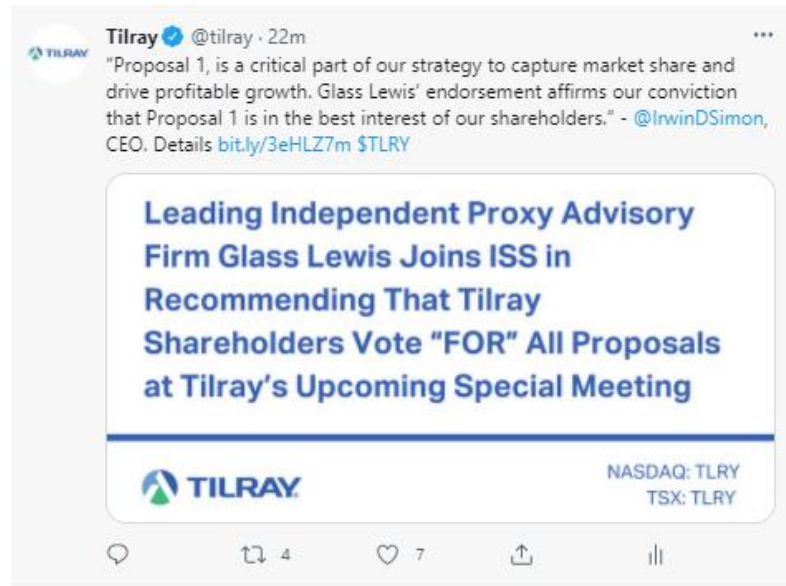 TILRAY
Tilray @tilray · 22m
"Proposal 1, is a critical part of our strategy to capture market share and
drive profitable growth. Glass Lewis' endorsement affirms our conviction
that Proposal 1 is in the best interest of our shareholders." - @IrwinDSimon,
CEO. Details bit.ly/3eHLZ7m $TLRY
Leading Independent Proxy Advisory
Firm Glass Lewis Joins ISS in
Recommending That Tilray
Shareholders Vote "FOR" All Proposals
at Tilray's Upcoming Special Meeting
TILRAY
NASDAQ: TLRY
TSX: TLRY
4 7